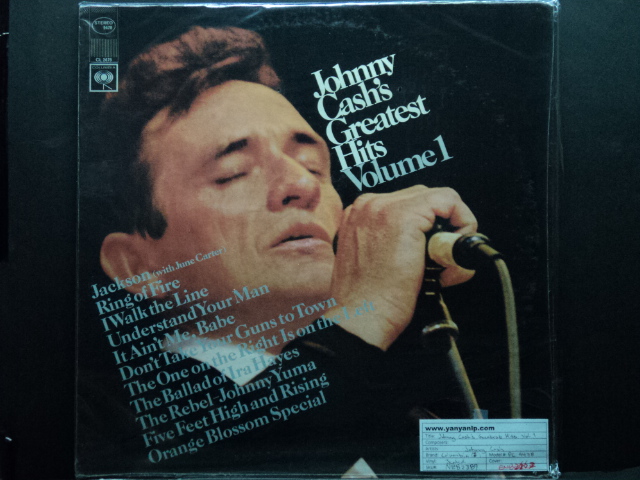 STEREO
Johnny
Cash's
Greatest
Hits
Volume 1
Jackson (with June Carter)
Ring of Fire
I Walk the Line
Understand Your Man
It Ain't Me, Babe
Don't Take Your Guns to Town
The One on the Right Is on the Left
The Ballad of Ira Hayes
The Rebel-Johnny Yuma
Five Feet High and Rising
Orange Blossom Special
www.yanyanlp.com